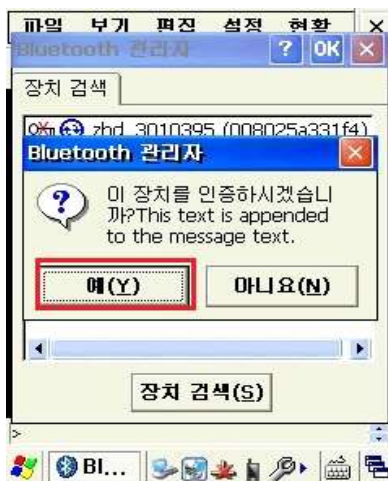 파일 보기 편진 설정 현황 ×
Bluetooth 관리자 ? OK ×
장치 검색
zhd_3010395 (008025a331f4)
Bluetooth 관리자
이 장치를 인증하시겠습니
까?This text is appended
to the message text.
예(Y) 아니요(N)
장치 검색(S)
>
BI...